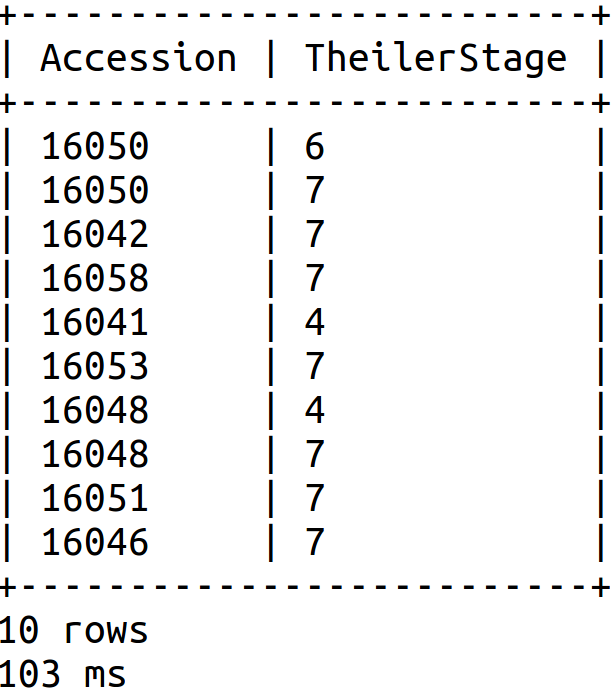 +--------------------------+
| Accession | TheilerStage |
+--------------------------+
| 16050     | 6            |
| 16050     | 7            |
| 16042     | 7            |
| 16058     | 7            |
| 16041     | 4            |
| 16053     | 7            |
| 16048     | 4            |
| 16048     | 7            |
| 16051     | 7            |
| 16046     | 7            |
+--------------------------+
10 rows
103 ms